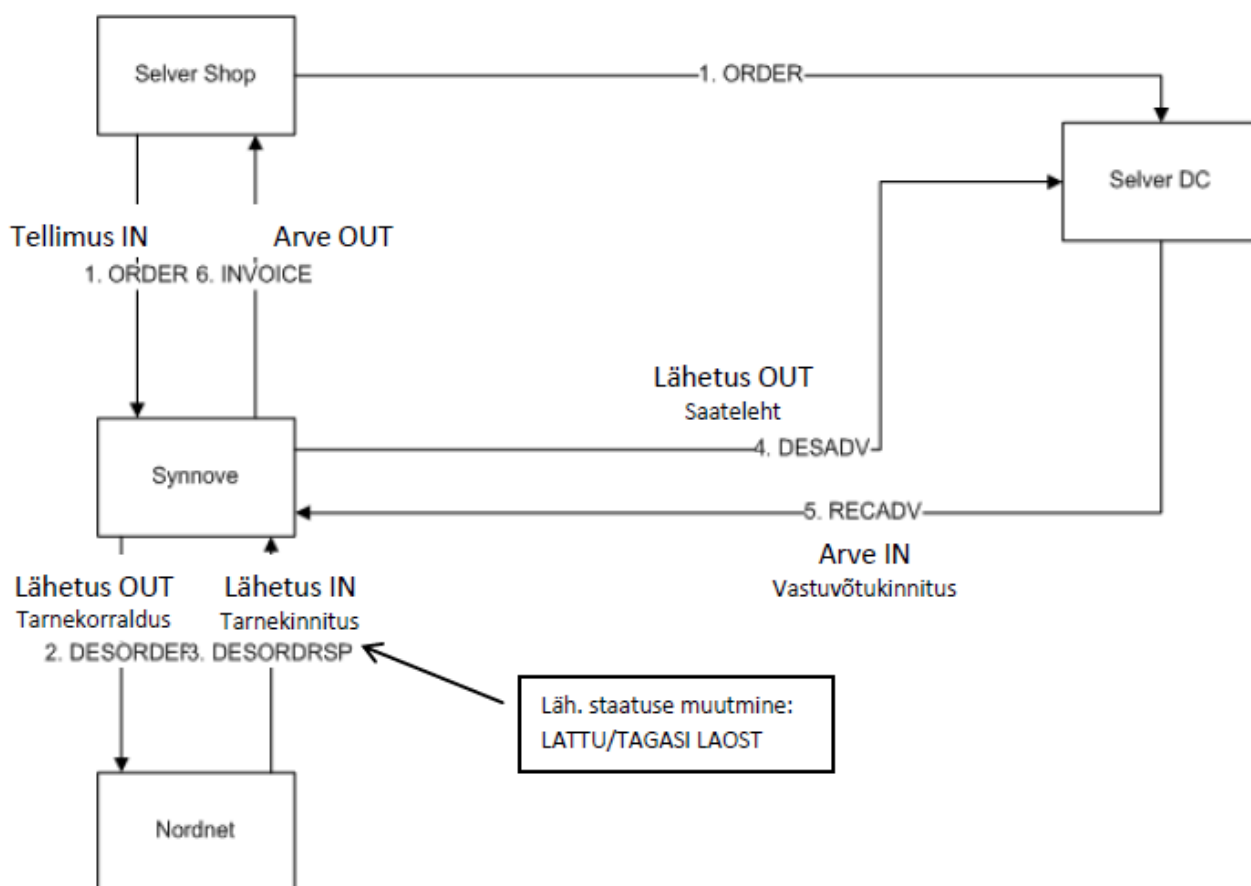 Selver Shop
1. ORDER
Selver DC
Tellimus IN
Arve OUT
1. ORDER
6. INVOICE
Lähetus OUT
Saateleht
4. DESADV
Synnove
5. RECADV
Arve IN
Vastuvõtukinnitus
Lähetus OUT
Tarnekorraldus
Lähetus IN
Tarnekinnitus
2. DESORDEF
3. DESORDRSP
Läh. staatuse muutmine:
LATTU/TAGASI LAOST
Nordnet